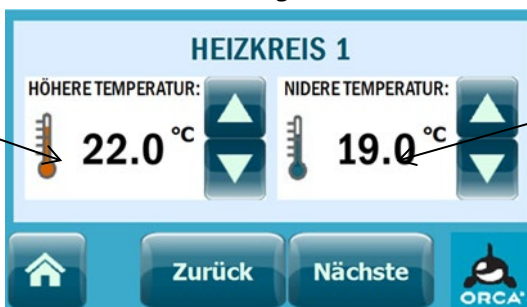 HEIZKREIS 1
HÖHERE TEMPERATUR: NIDERE TEMPERATUR:
22.0 °C 19.0 °C
Zurück Nächste
ORCA